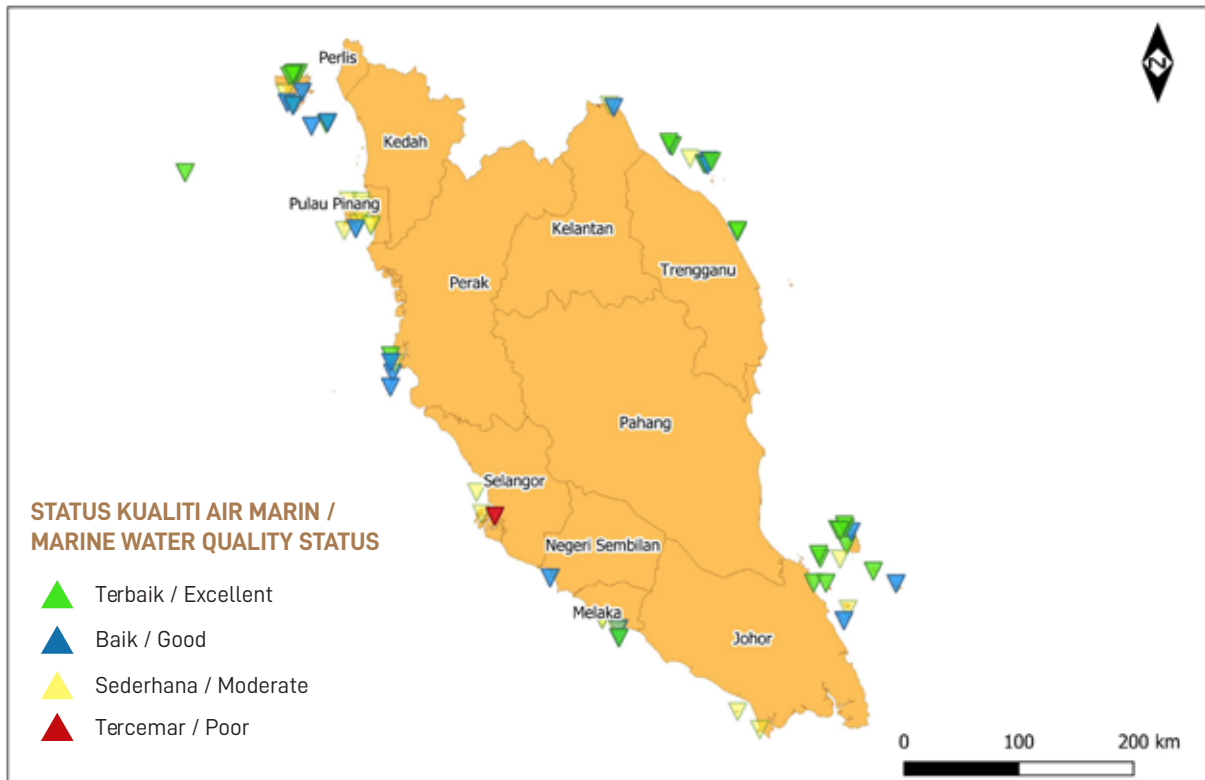 Perlis
Kedah
Pulau Pinang
Kelantan
Trengganu
Perak
Pahang
Selangor
Negeri Sembilan
Melaka
Johor
N
STATUS KUALITI AIR MARIN /
MARINE WATER QUALITY STATUS
Terbaik / Excellent
Baik / Good
Sederhana / Moderate
Tercemar / Poor
0 100 200 km